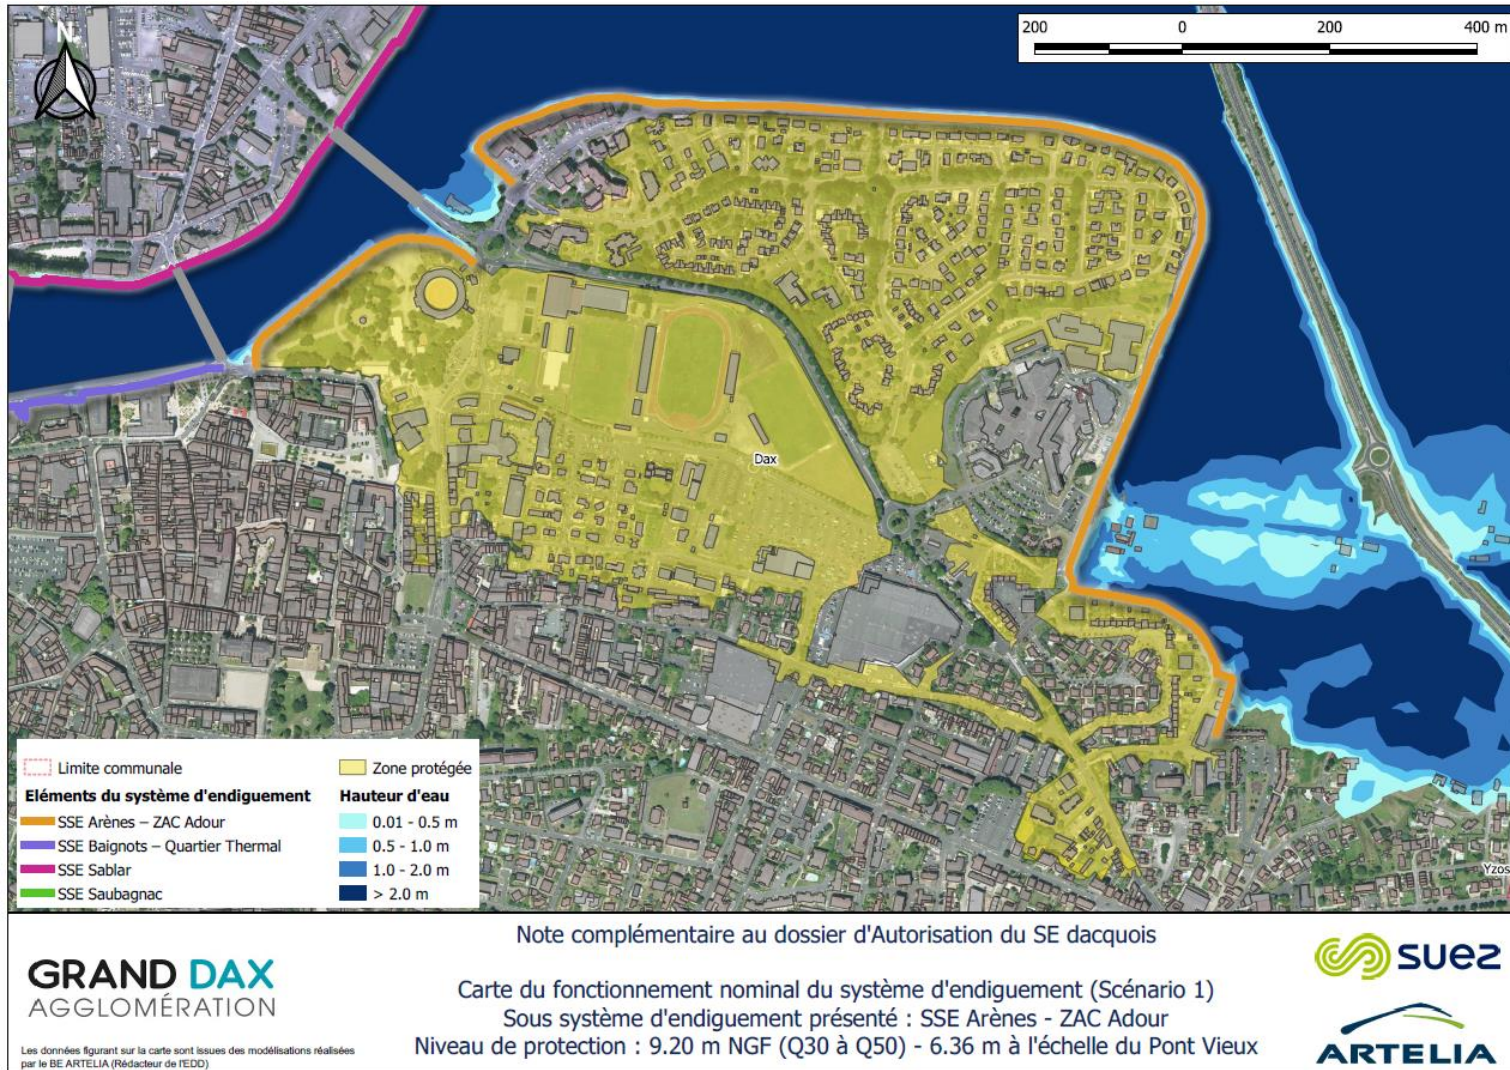 N
200 0 200 400 m
Dax
Yzos
Limite communale
Eléments du système d'endiguement
SSE Arènes – ZAC Adour
SSE Baignots – Quartier Thermal
SSE Sablar
SSE Saubagnac
Zone protégée
Hauteur d'eau
0.01 - 0.5 m
0.5 - 1.0 m
1.0 - 2.0 m
> 2.0 m
GRAND DAX
AGGLOMÉRATION
Les données figurant sur la carte sont issues des modélisations réalisées
par le BE ARTELIA (Rédacteur de l'EDD)
Note complémentaire au dossier d'Autorisation du SE dacquois
Carte du fonctionnement nominal du système d'endiguement (Scénario 1)
Sous système d'endiguement présenté : SSE Arènes - ZAC Adour
Niveau de protection : 9.20 m NGF (Q30 à Q50) - 6.36 m à l'échelle du Pont Vieux
suez
ARTELIA